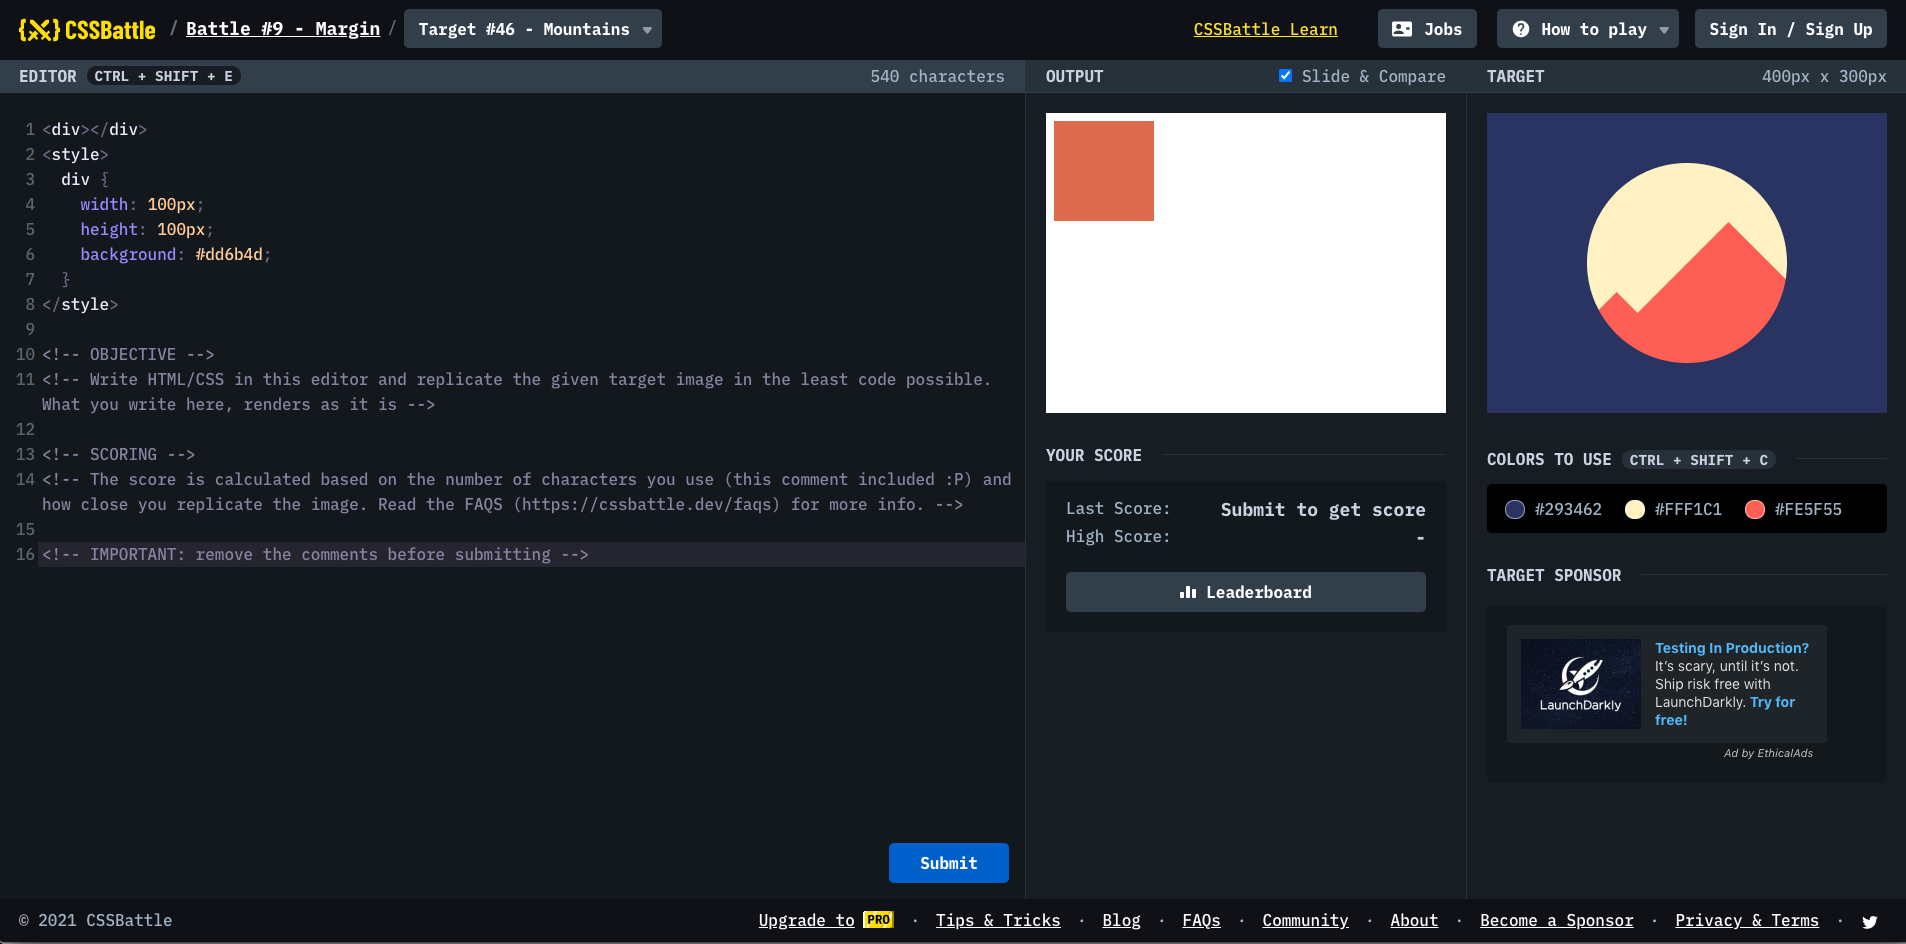 {X} CSSBattle / Battle #9 - Margin / Target #46 - Mountains CSSBattle Learn Jobs How to play Sign In / Sign Up
EDITOR CTRL + SHIFT + E 540 characters
OUTPUT Slide & Compare
TARGET 400px x 300px
1 <div></div>
2 <style>
3 div {
4 width: 100px;
5 height: 100px;
6 background: #dd6b4d;
7 }
8 </style>
9
10 <!-- OBJECTIVE -->
11 <!-- Write HTML/CSS in this editor and replicate the given target image in the least code possible.
What you write here, renders as it is -->
12
13 <!-- SCORING -->
14 <!-- The score is calculated based on the number of characters you use (this comment included :P) and
how close you replicate the image. Read the FAQS (https://cssbattle.dev/faqs) for more info. -->
15
16 <!-- IMPORTANT: remove the comments before submitting -->
Submit
YOUR SCORE
Last Score: Submit to get score
High Score: -
Leaderboard
COLORS TO USE CTRL + SHIFT + C
#293462 #FFF1C1 #FE5F55
TARGET SPONSOR
LaunchDarkly
Testing In Production?
It's scary, until it's not.
Ship risk free with
LaunchDarkly. Try for
free!
Ad by EthicalAds
© 2021 CSSBattle Upgrade to PRO · Tips & Tricks · Blog · FAQs · Community · About · Become a Sponsor · Privacy & Terms ·